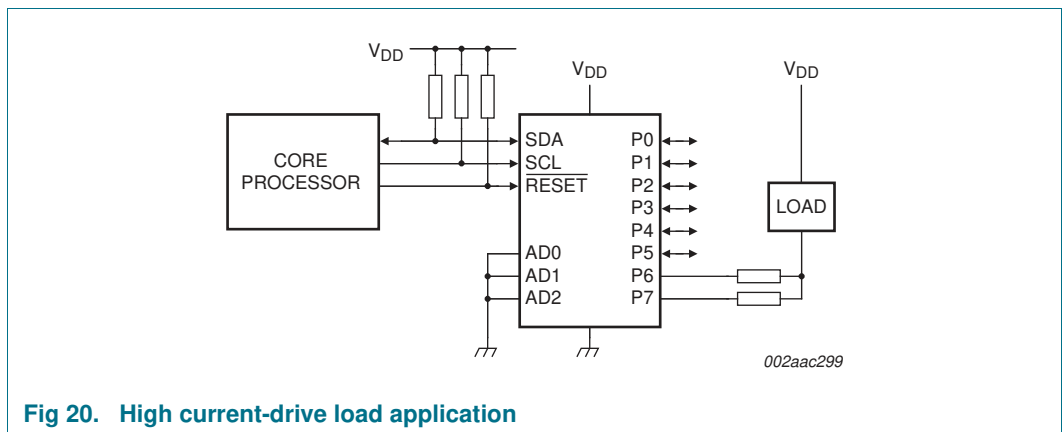 VDD
VDD
VDD
CORE
PROCESSOR
SDA
SCL
RESET
AD0
AD1
AD2
P0
P1
P2
P3
P4
P5
P6
P7
LOAD
002aac299
Fig 20. High current-drive load application